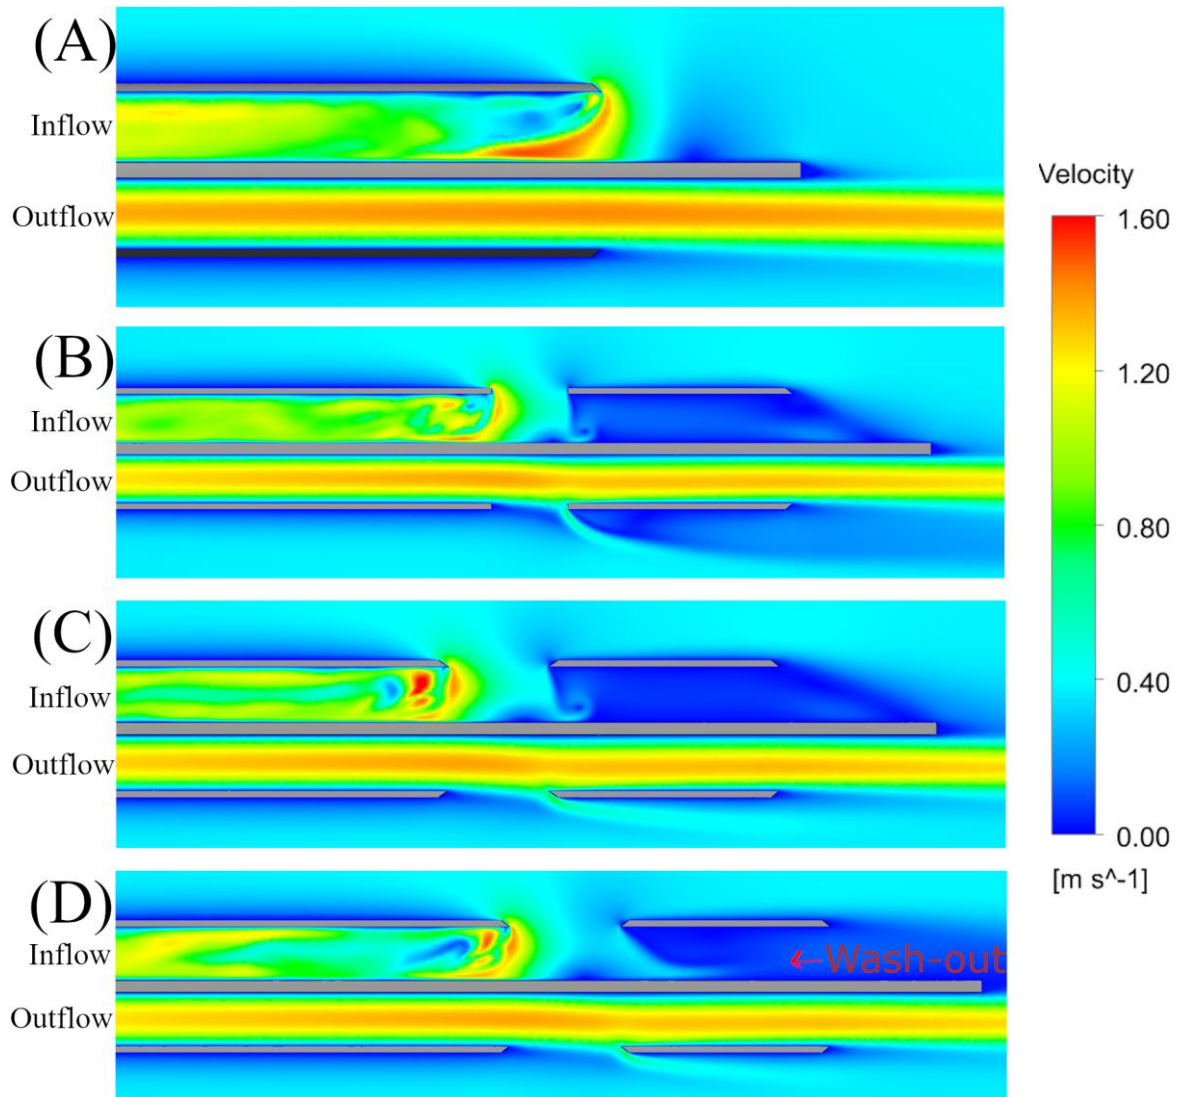 (A)
Inflow
Outflow
(B)
Inflow
Outflow
(C)
Inflow
Outflow
(D)
Inflow
←Wash-out
Outflow
Velocity
1.60
1.20
0.80
0.40
0.00
[m s^-1]